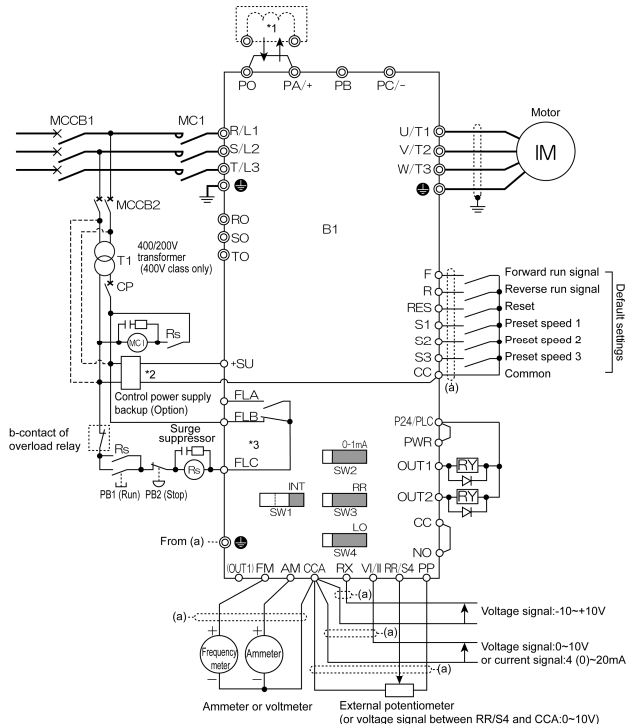 *1
PO PA/+ PB PC/-
MCCB1 MC1
R/L1
S/L2
T/L3
U/T1
V/T2
W/T3
Motor
IM
MCCB2
RO
SO
TO
B1
400/200V
transformer
(400V class only)
T1
CP
MC1
Rs
+SU
*2
Control power supply
backup (Option)
F Forward run signal
R Reverse run signal
RES Reset
S1 Preset speed 1
S2 Preset speed 2
S3 Preset speed 3
CC Common
(a)
Default settings
FLA
FLB
*3
FLC
b-contact of
overload relay
Surge
suppressor
Rs
Rs
PB1 (Run) PB2 (Stop)
P24/PLC
PWR
OUT1 RY
OUT2 RY
CC
NO
0-1mA
SW2
INT
SW1
RR
SW3
LO
SW4
From (a)
(OUT1) FM AM CCA RX VI/II RR/S4 PP
(a)
(a)
(a)
(a)
+
Frequency
meter
−
+
Ammeter
−
Voltage signal:-10~+10V
Voltage signal:0~10V
or current signal:4 (0)~20mA
Ammeter or voltmeter
External potentiometer
(or voltage signal between RR/S4 and CCA:0~10V)